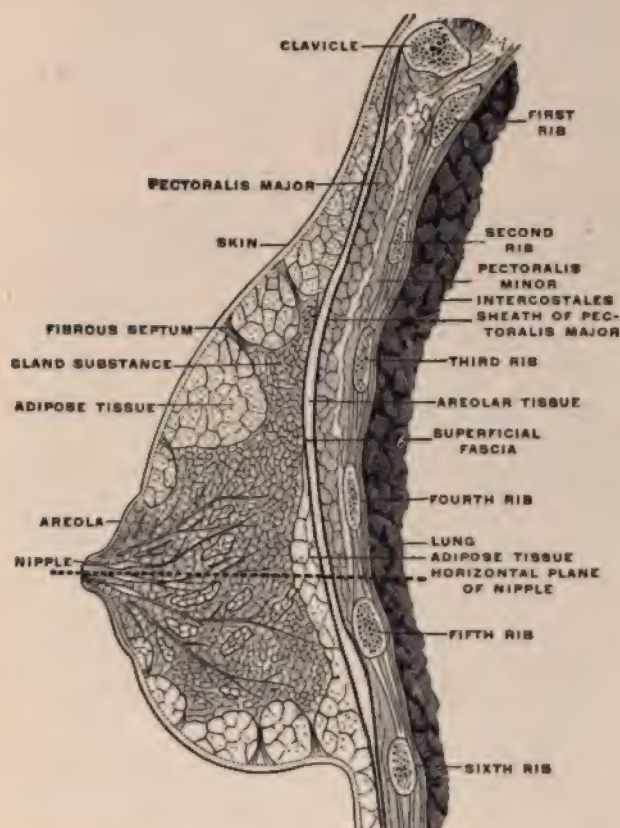 CLAVICLE
FIRST
RIB
PECTORALIS MAJOR
SKIN
SECOND
RIB
PECTORALIS
MINOR
INTERCOSTALES
SHEATH OF PEC-
TORALIS MAJOR
FIBROUS SEPTUM
GLAND SUBSTANCE
THIRD RIB
ADIPOSE TISSUE
AREOLAR TISSUE
SUPERFICIAL
FASCIA
FOURTH RIB
AREOLA
LUNG
NIPPLE
ADIPOSE TISSUE
HORIZONTAL PLANE
OF NIPPLE
FIFTH RIB
SIXTH RIB